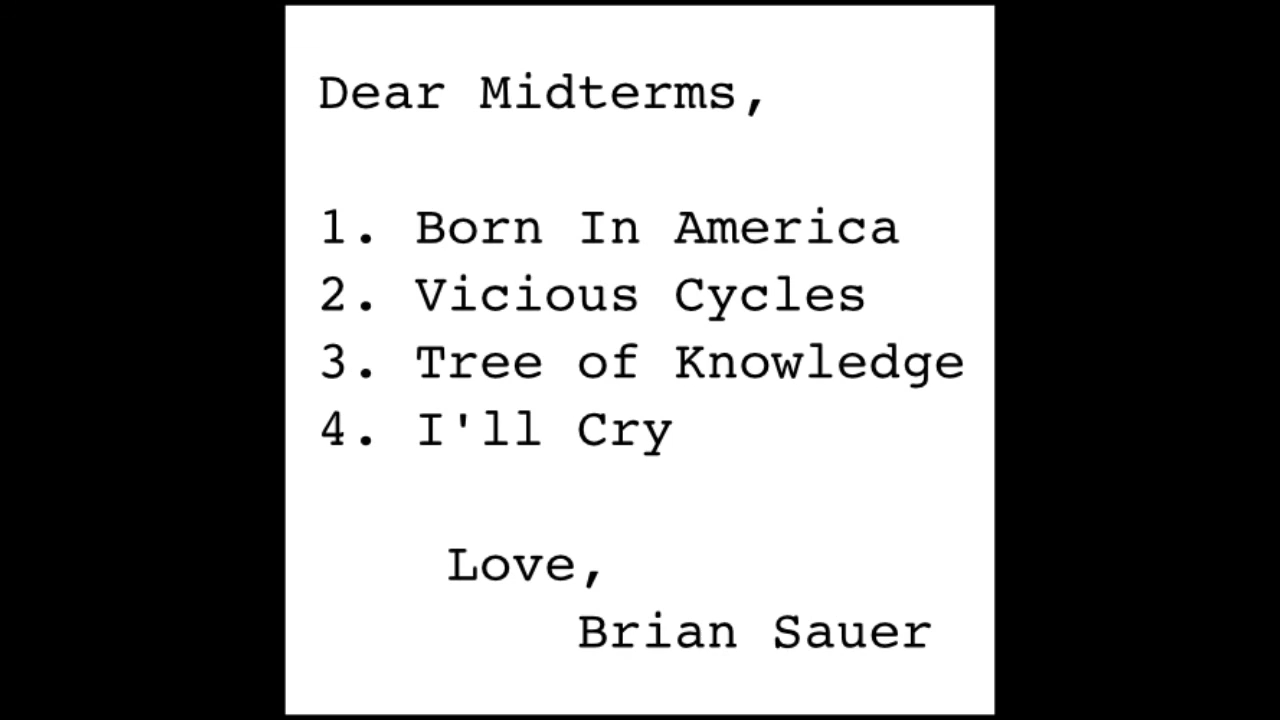 Dear Midterms,
1. Born In America
2. Vicious Cycles
3. Tree of Knowledge
4. I'll Cry
Love,
Brian Sauer